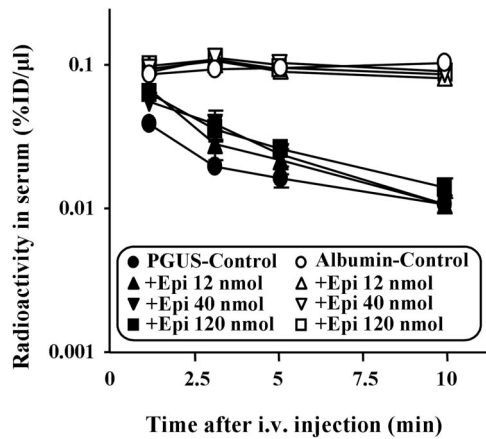 Radioactivity in serum (%ID/µl)
0.1
0.01
0.001
PGUS-Control
Albumin-Control
+Epi 12 nmol
+Epi 12 nmol
+Epi 40 nmol
+Epi 40 nmol
+Epi 120 nmol
+Epi 120 nmol
0
2.5
5
7.5
10
Time after i.v. injection (min)